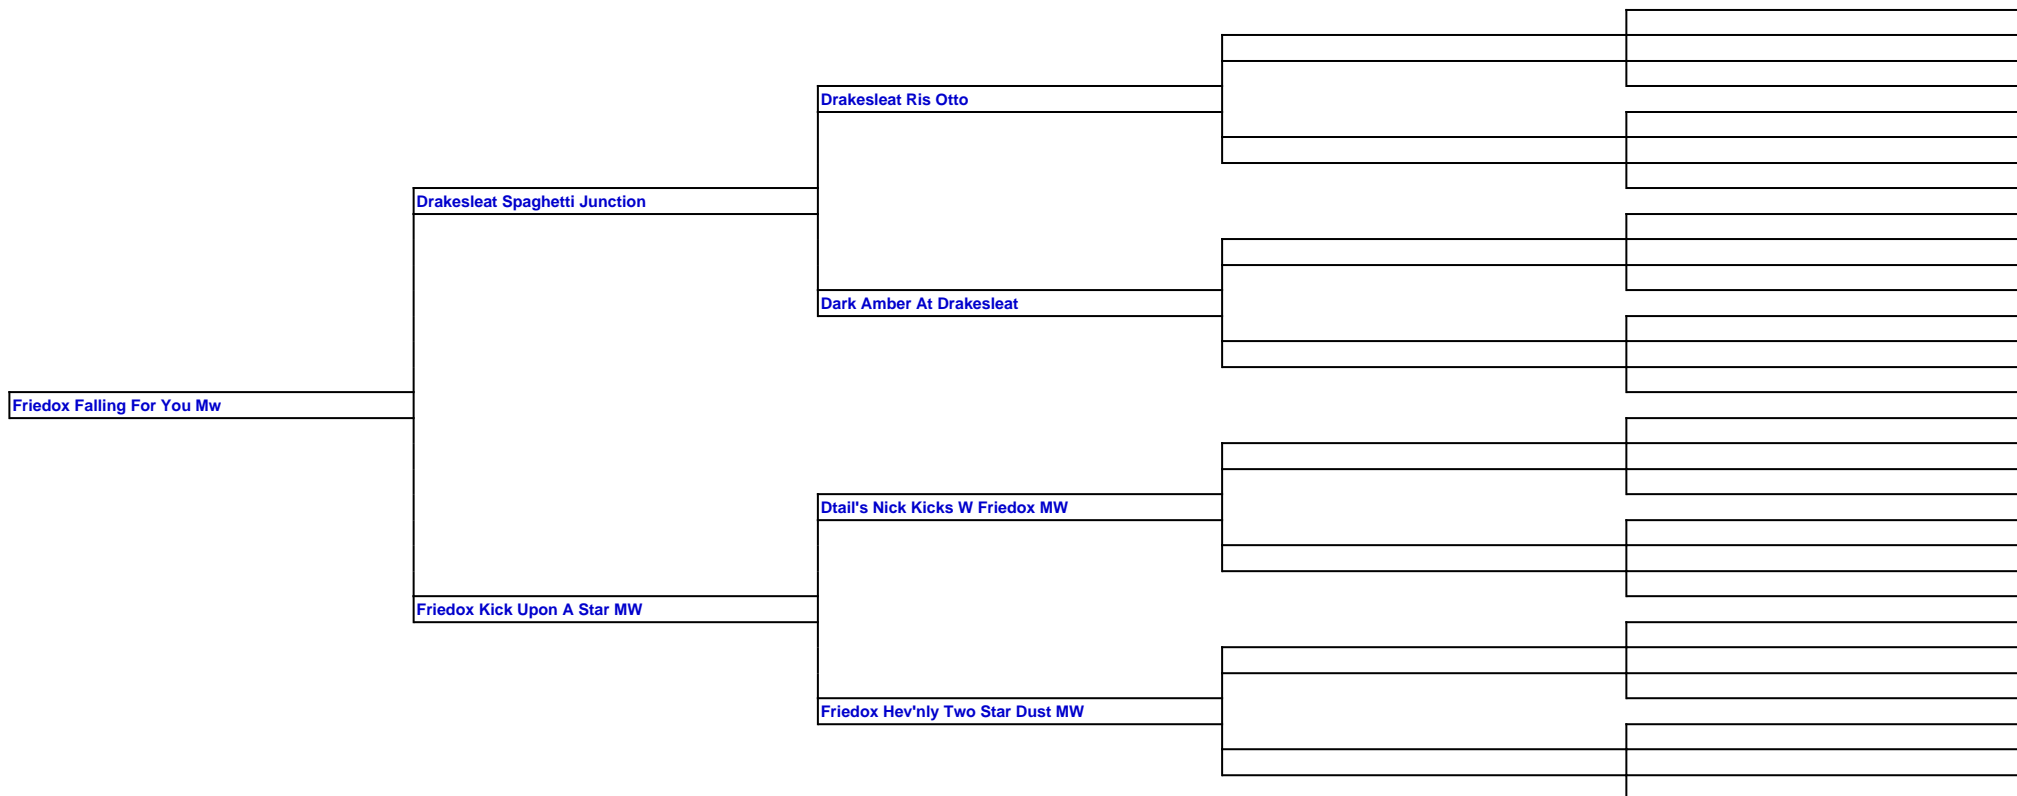 Drakesleat Ris Otto
Drakesleat Spaghetti Junction
Dark Amber At Drakesleat
Friedox Falling For You Mw
Dtail's Nick Kicks W Friedox MW
Friedox Kick Upon A Star MW
Friedox Hev'nly Two Star Dust MW